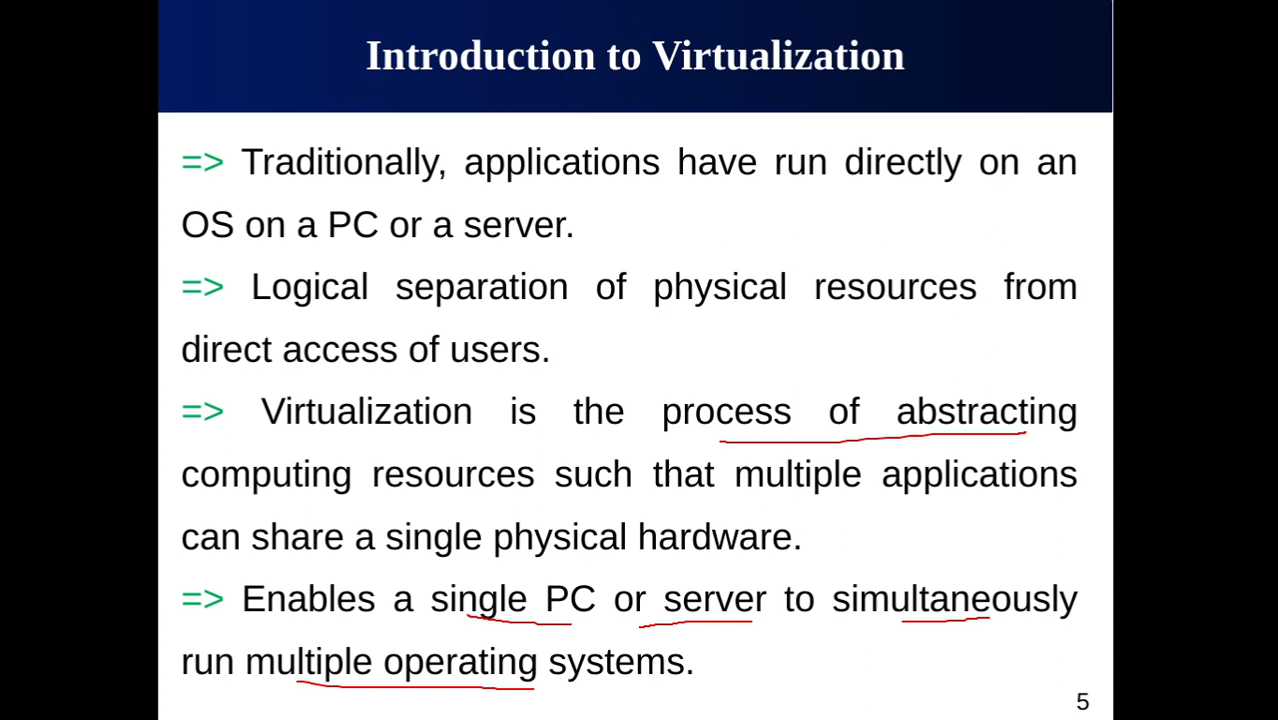 Introduction to Virtualization
=> Traditionally, applications have run directly on an
OS on a PC or a server.
=> Logical separation of physical resources from
direct access of users.
=> Virtualization is the process of abstracting
computing resources such that multiple applications
can share a single physical hardware.
=> Enables a single PC or server to simultaneously
run multiple operating systems.
5